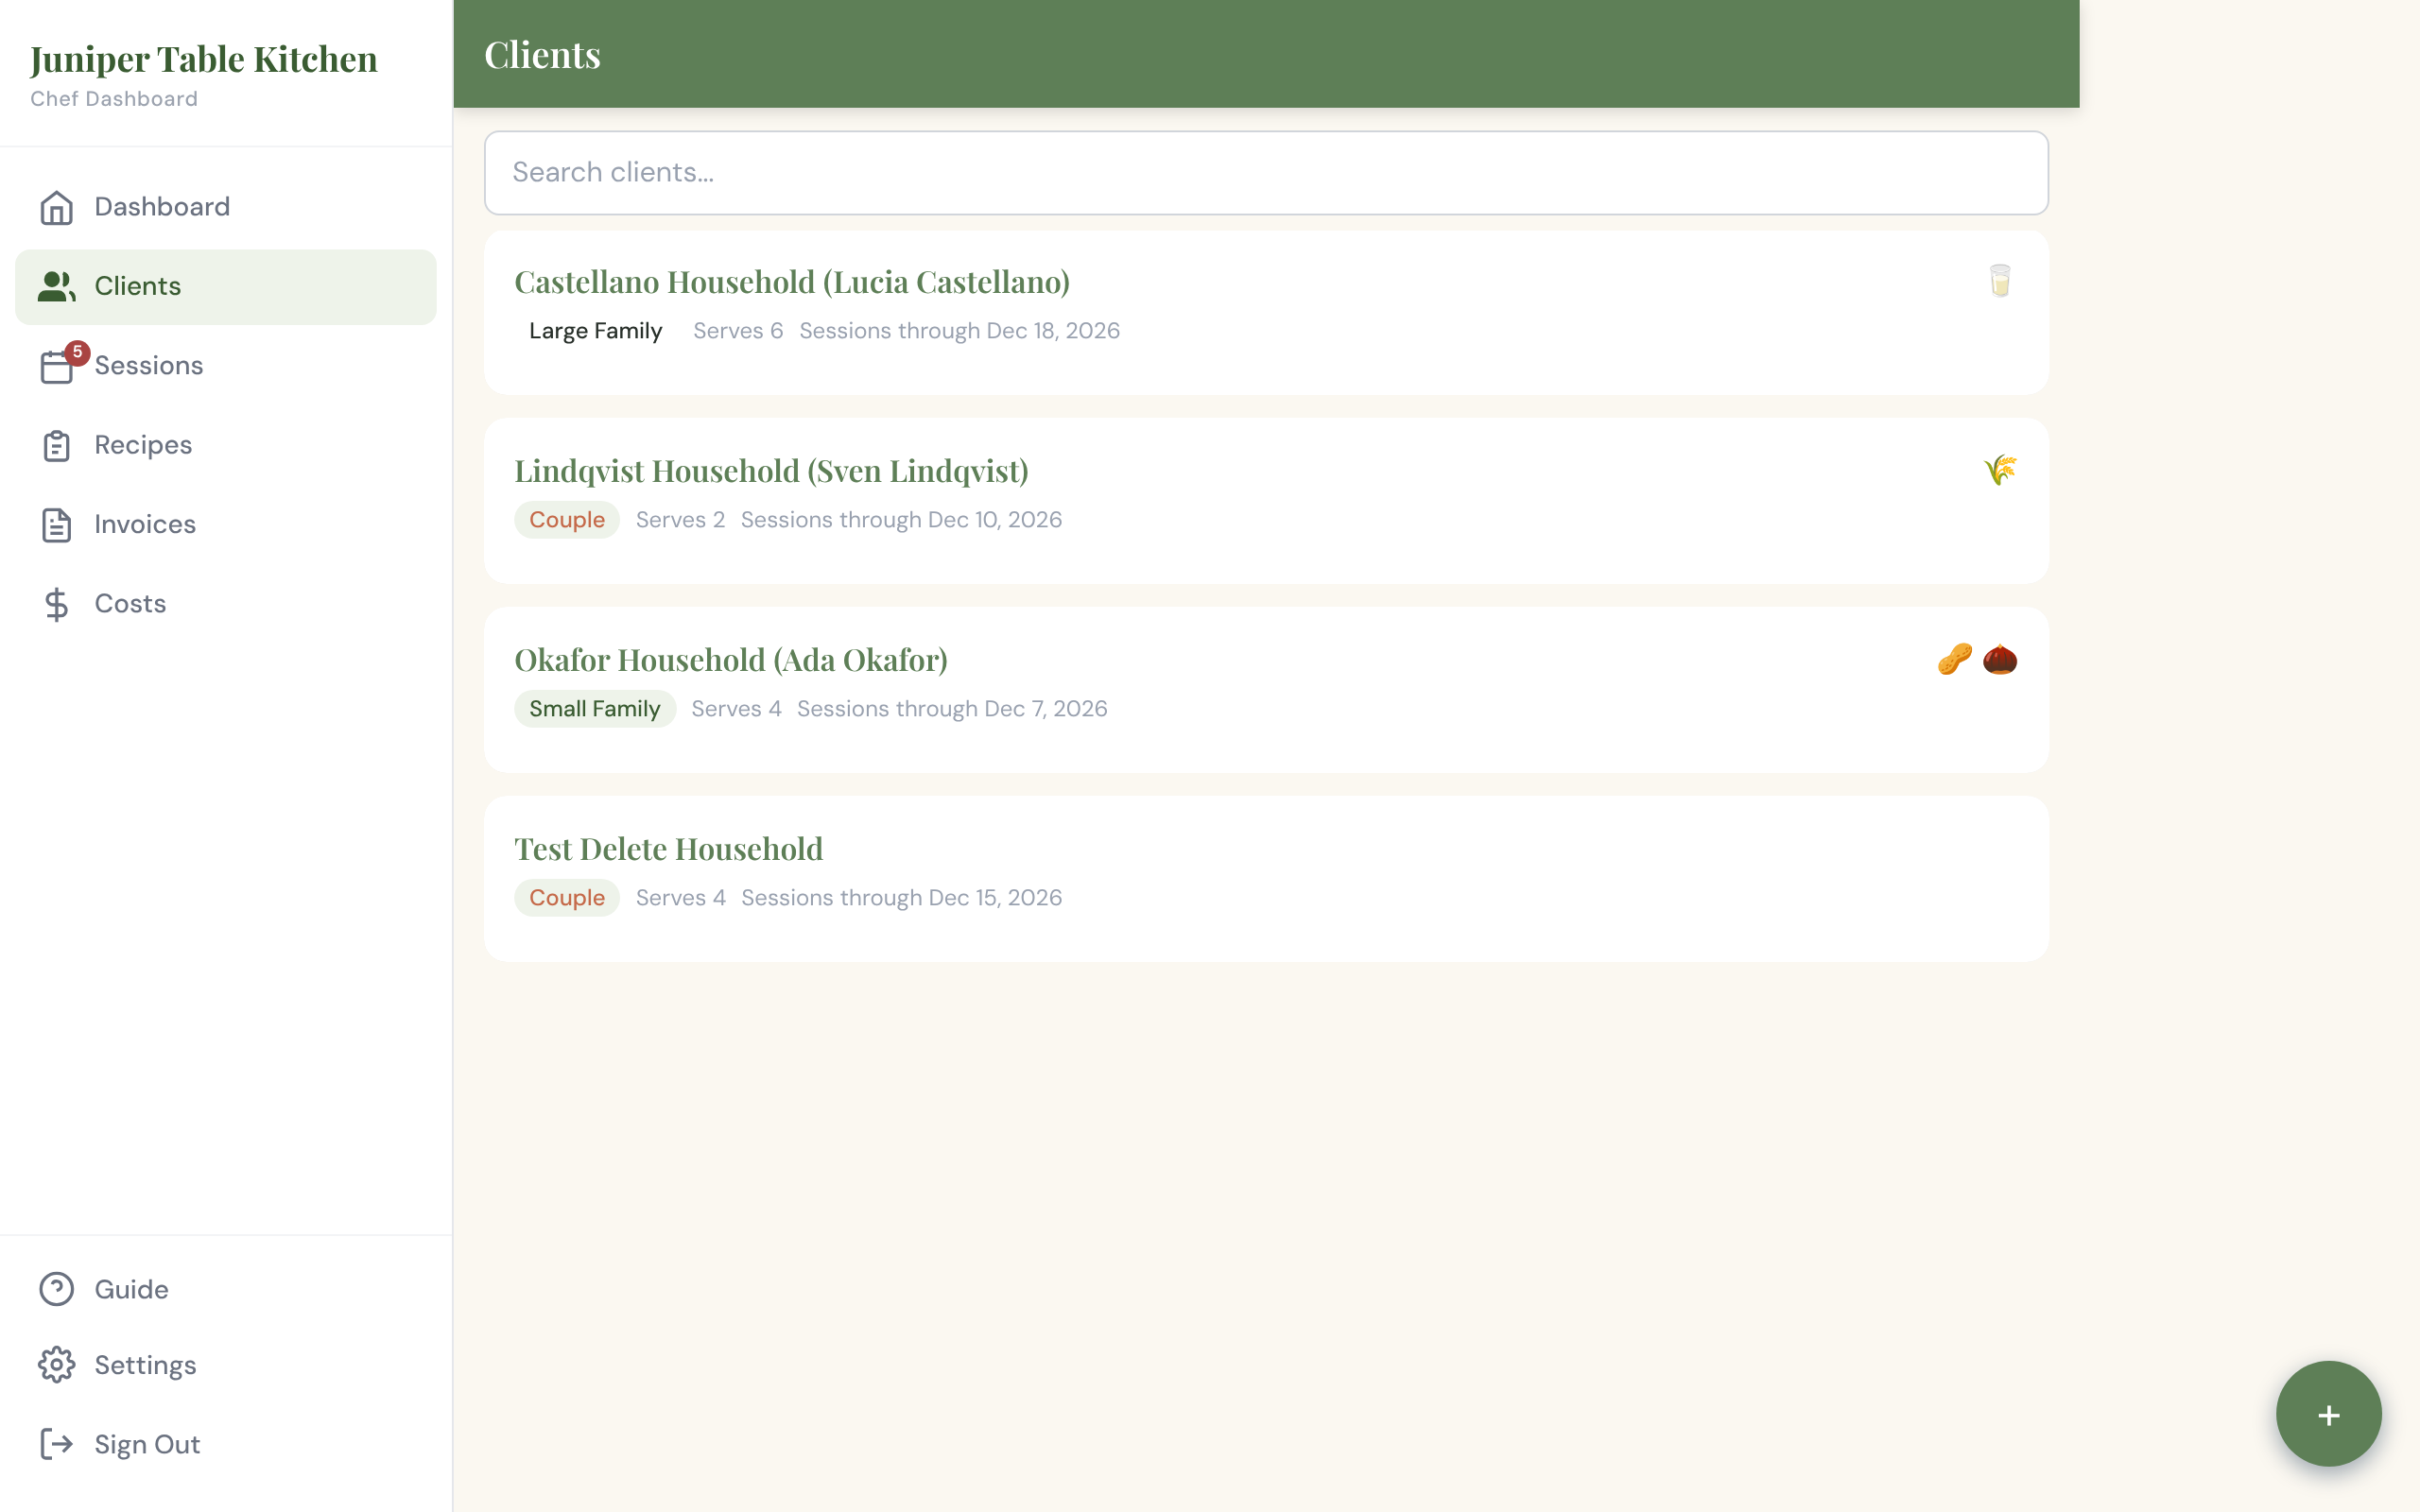 Juniper Table Kitchen
Chef Dashboard
Dashboard
Clients
5
Sessions
Recipes
Invoices
Costs
Guide
Settings
Sign Out
Clients
Search clients...
Castellano Household (Lucia Castellano)
Large Family Serves 6 Sessions through Dec 18, 2026
Lindqvist Household (Sven Lindqvist)
Couple Serves 2 Sessions through Dec 10, 2026
Okafor Household (Ada Okafor)
Small Family Serves 4 Sessions through Dec 7, 2026
Test Delete Household
Couple Serves 4 Sessions through Dec 15, 2026
+